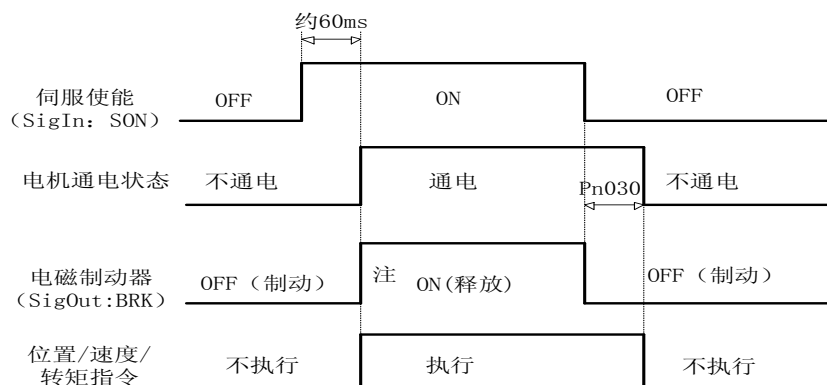 约60ms
伺服使能
（SigIn：SON）
OFF
ON
OFF
电机通电状态
不通电
通电
Pn030
不通电
电磁制动器
（SigOut:BRK）
OFF（制动）
注
ON(释放)
OFF（制动）
位置/速度/
转矩指令
不执行
执行
不执行